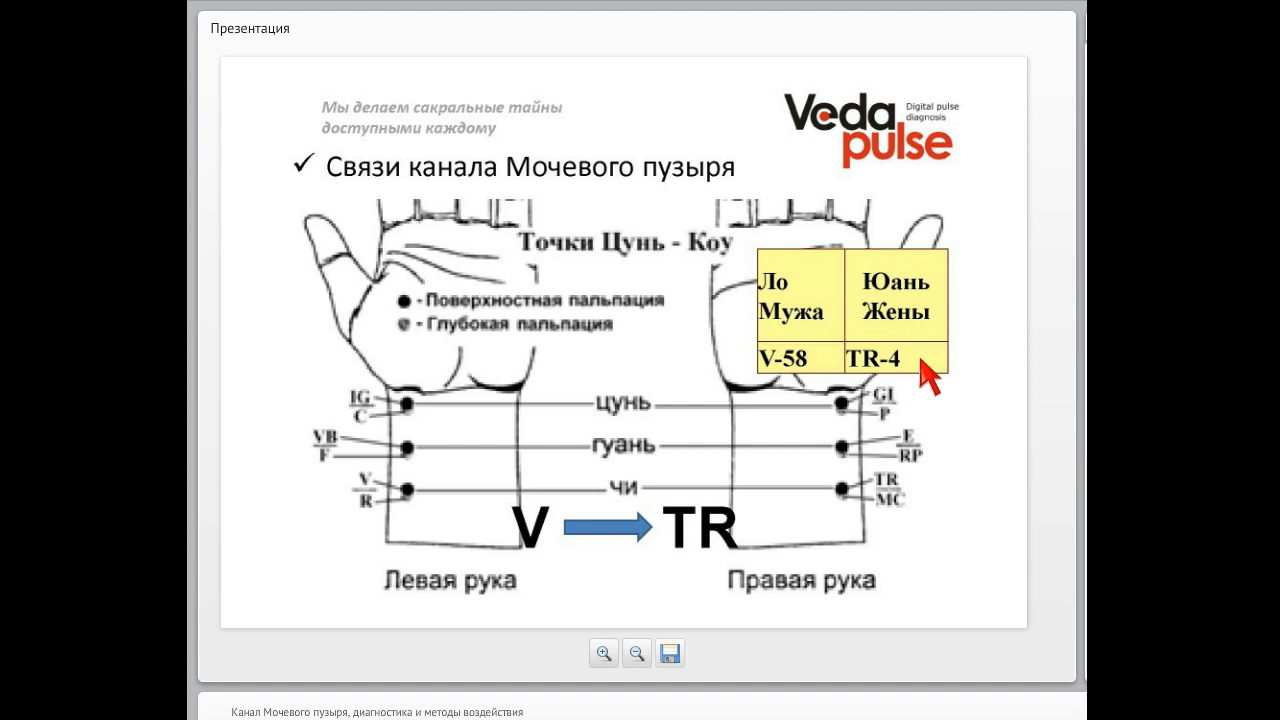 Презентация
Мы делаем сакральные тайны
доступными каждому
Veda
pulse
Digital pulse
diagnosis
✓ Связи канала Мочевого пузыря
Точки Цунь - Коу
- Поверхностная пальпация
- Глубокая пальпация
Ло
Мужа
Юань
Жены
V-58
TR-4
IG
C
цунь
GI
P
VB
F
гуань
E
RP
V
R
чи
TR
MC
V
TR
Левая рука
Правая рука
Канал Мочевого пузыря, диагностика и методы воздействия